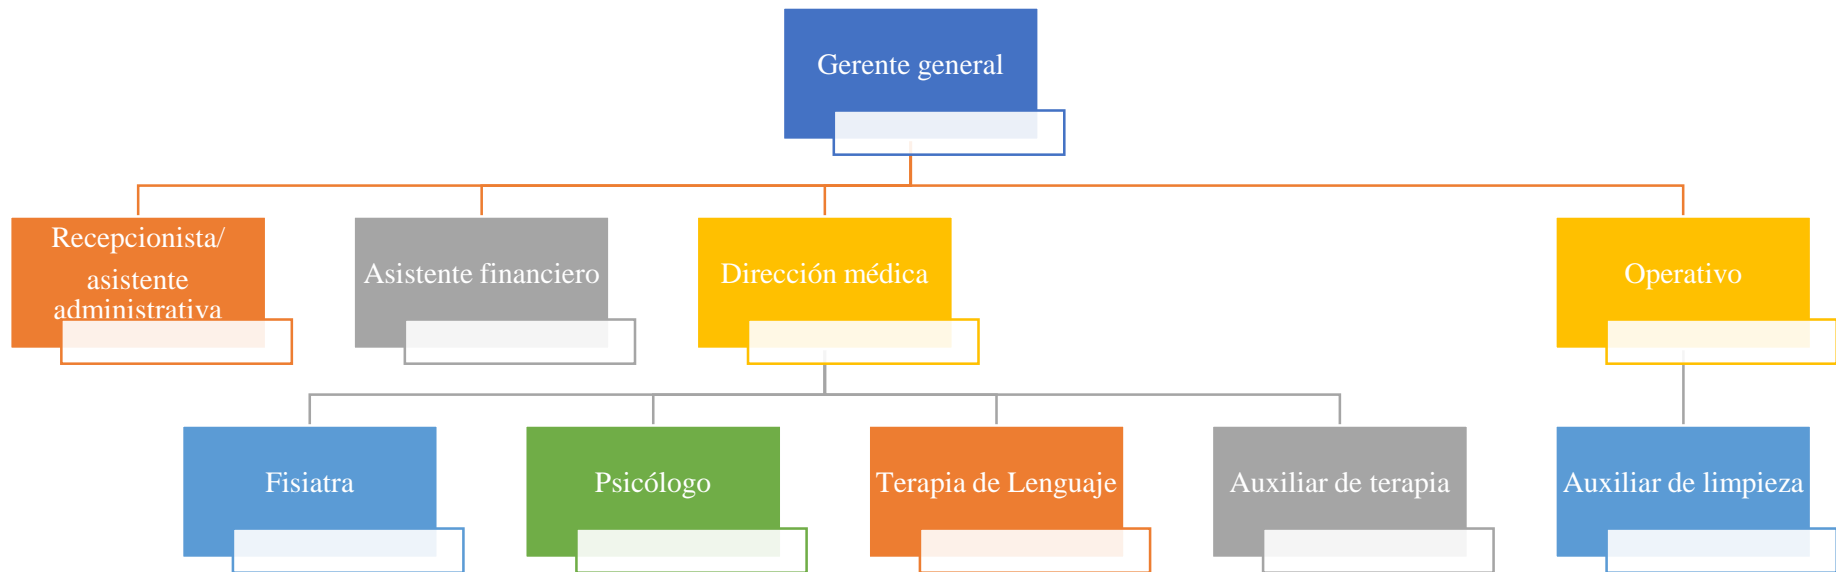 Gerente general
Recepcionista/
asistente
administrativa
Asistente financiero
Dirección médica
Operativo
Fisiatra
Psicólogo
Terapia de Lenguaje
Auxiliar de terapia
Auxiliar de limpieza